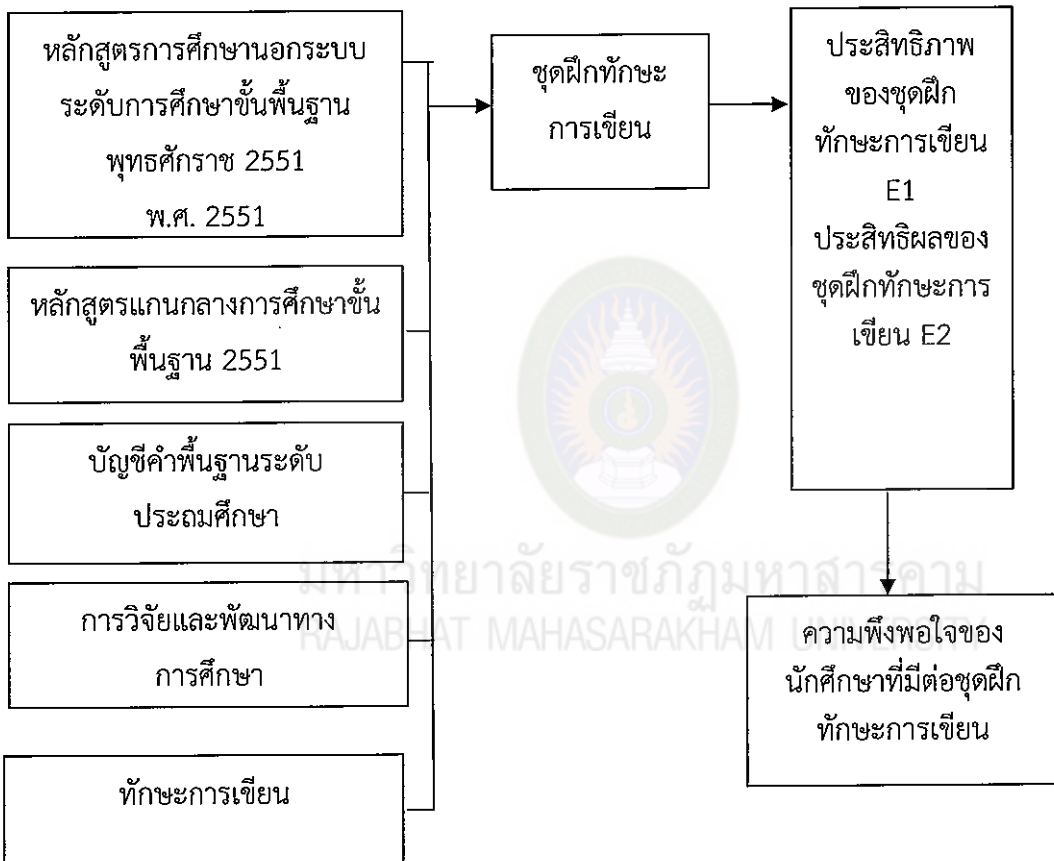 หลักสูตรการศึกษานอกระบบ
ระดับการศึกษาขั้นพื้นฐาน
พุทธศักราช 2551
พ.ศ. 2551
หลักสูตรแกนกลางการศึกษาขั้น
พื้นฐาน 2551
บัญชีคำพื้นฐานระดับ
ประถมศึกษา
การวิจัยและพัฒนาทาง
การศึกษา
ทักษะการเขียน
ชุดฝึกทักษะ
การเขียน
ประสิทธิภาพ
ของชุดฝึก
ทักษะการเขียน
E1
ประสิทธิผลของ
ชุดฝึกทักษะการ
เขียน E2
ความพึงพอใจของ
นักศึกษาที่มีต่อชุดฝึก
ทักษะการเขียน
มหาวิทยาลัยราชภัฏมหาสารคาม
RAJABHAT MAHASARAKHAM UNIVERSITY